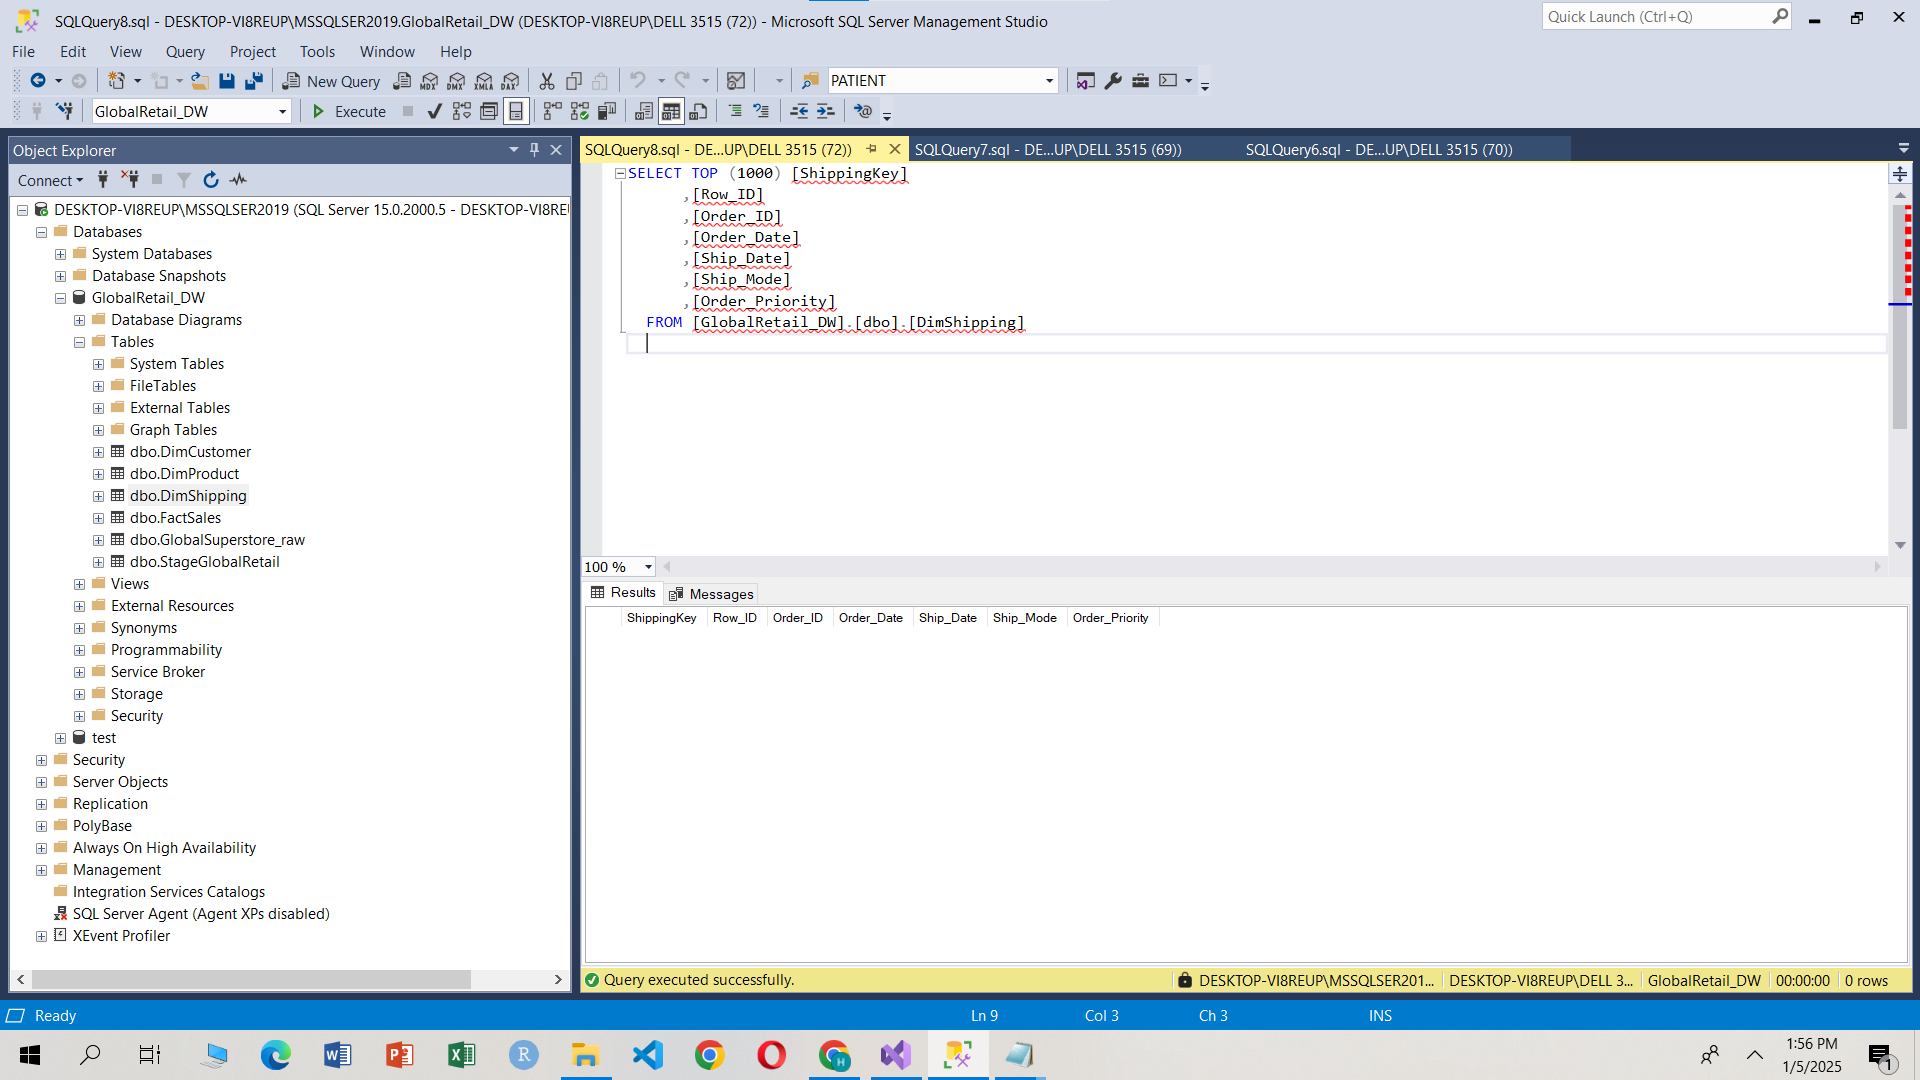 SQLQuery8.sql - DESKTOP-VI8REUP\MSSQLSER2019.GlobalRetail_DW (DESKTOP-VI8REUP\DELL 3515 (72)) - Microsoft SQL Server Management Studio
Quick Launch (Ctrl+Q)
File Edit View Query Project Tools Window Help
New Query
MDX DMX XMLA DAX
PATIENT
GlobalRetail_DW
Execute
Object Explorer
Connect
DESKTOP-VI8REUP\MSSQLSER2019 (SQL Server 15.0.2000.5 - DESKTOP-VI8RE
Databases
System Databases
Database Snapshots
GlobalRetail_DW
Database Diagrams
Tables
System Tables
FileTables
External Tables
Graph Tables
dbo.DimCustomer
dbo.DimProduct
dbo.DimShipping
dbo.FactSales
dbo.GlobalSuperstore_raw
dbo.StageGlobalRetail
Views
External Resources
Synonyms
Programmability
Service Broker
Storage
Security
test
Security
Server Objects
Replication
PolyBase
Always On High Availability
Management
Integration Services Catalogs
SQL Server Agent (Agent XPs disabled)
XEvent Profiler
SQLQuery8.sql - DE...UP\DELL 3515 (72))
SQLQuery7.sql - DE...UP\DELL 3515 (69))
SQLQuery6.sql - DE...UP\DELL 3515 (70))
SELECT TOP (1000) [ShippingKey]
,[Row_ID]
,[Order_ID]
,[Order_Date]
,[Ship_Date]
,[Ship_Mode]
,[Order_Priority]
FROM [GlobalRetail_DW].[dbo].[DimShipping]
100 %
Results Messages
ShippingKey Row_ID Order_ID Order_Date Ship_Date Ship_Mode Order_Priority
Query executed successfully.
DESKTOP-VI8REUP\MSSQLSER201... DESKTOP-VI8REUP\DELL 3... GlobalRetail_DW 00:00:00 0 rows
Ready
Ln 9 Col 3 Ch 3 INS
1:56 PM
1/5/2025
1